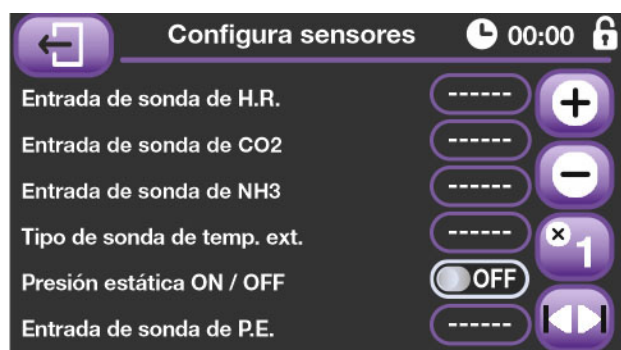 Configura sensores 00:00
Entrada de sonda de H.R. ------
Entrada de sonda de CO2 ------
Entrada de sonda de NH3 ------
Tipo de sonda de temp. ext. ------
×1
Presión estática ON / OFF OFF
Entrada de sonda de P.E. ------